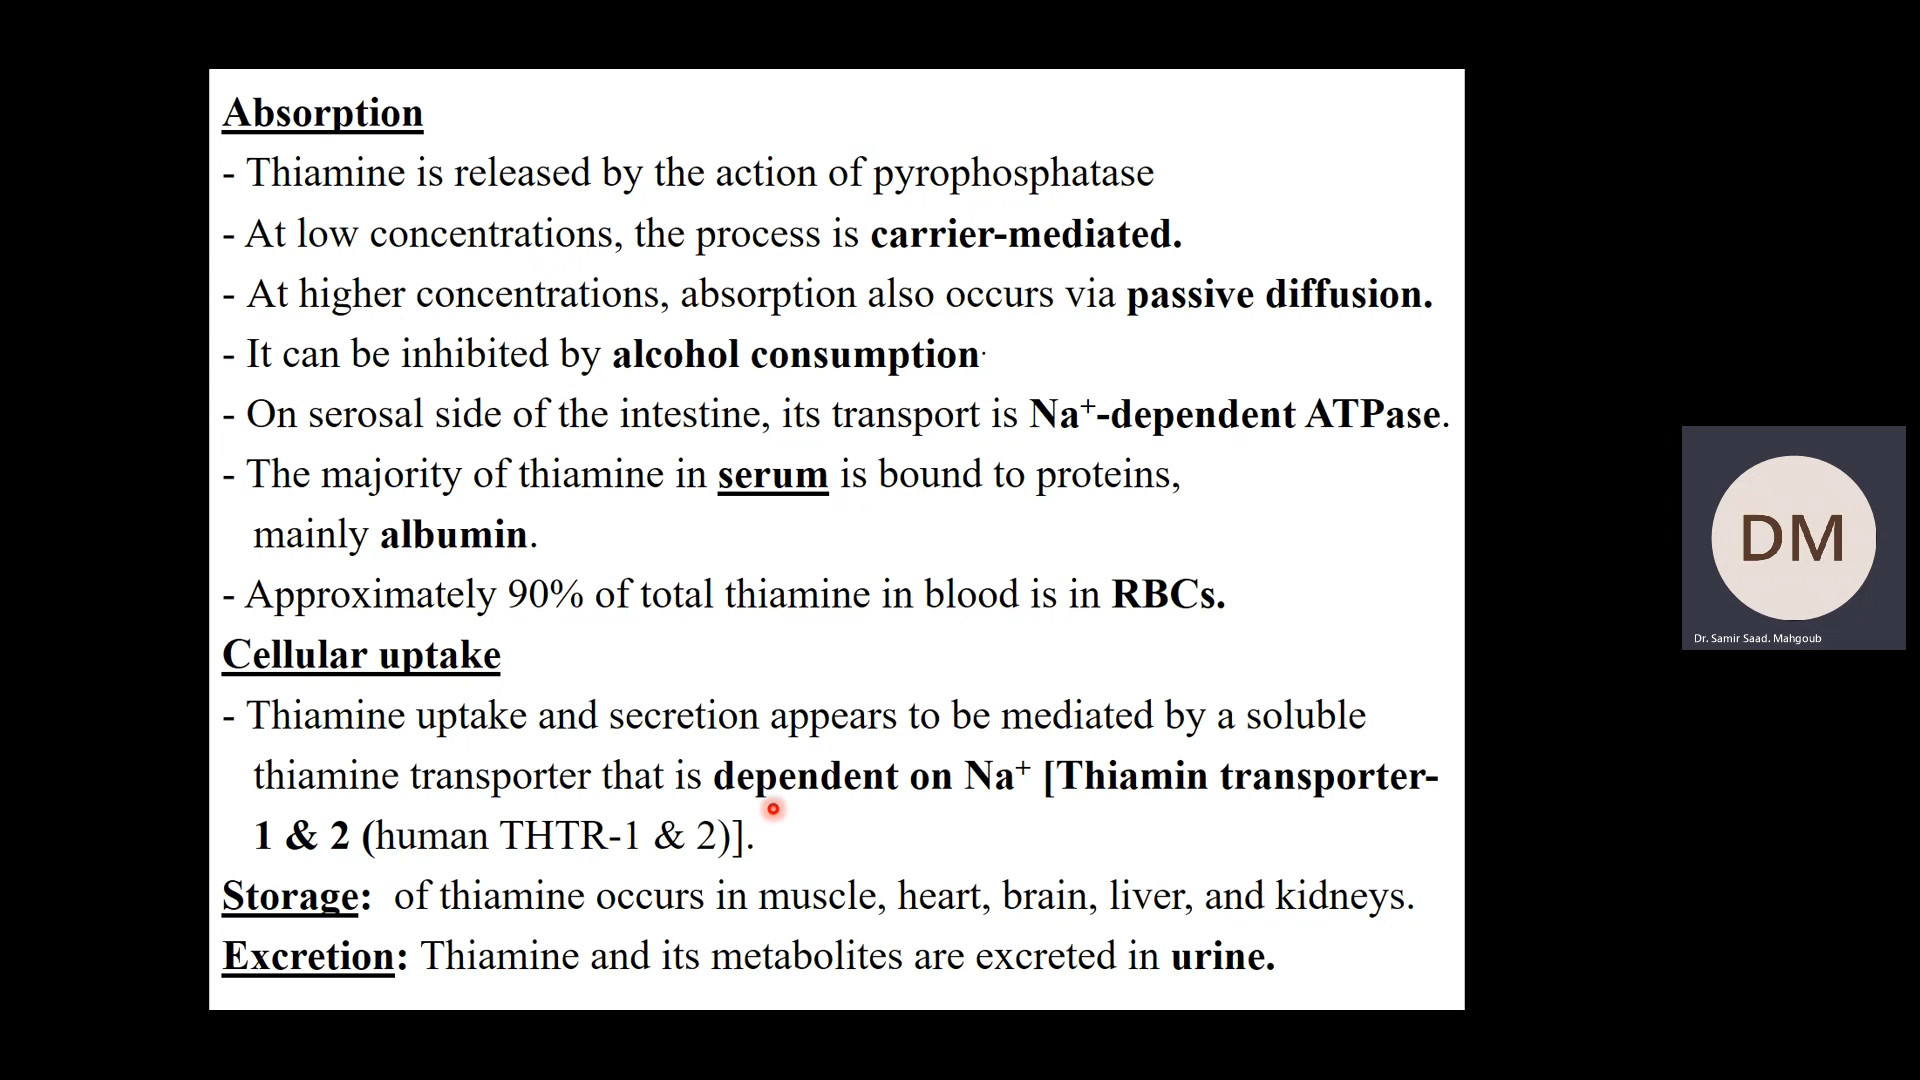 Absorption
- Thiamine is released by the action of pyrophosphatase
- At low concentrations, the process is carrier-mediated.
- At higher concentrations, absorption also occurs via passive diffusion.
- It can be inhibited by alcohol consumption.
- On serosal side of the intestine, its transport is Na⁺-dependent ATPase.
- The majority of thiamine in serum is bound to proteins,
mainly albumin.
- Approximately 90% of total thiamine in blood is in RBCs.
Cellular uptake
- Thiamine uptake and secretion appears to be mediated by a soluble
thiamine transporter that is dependent on Na⁺ [Thiamin transporter-
1 & 2 (human THTR-1 & 2)].
Storage: of thiamine occurs in muscle, heart, brain, liver, and kidneys.
Excretion: Thiamine and its metabolites are excreted in urine.
DM
Dr. Samir Saad. Mahgoub